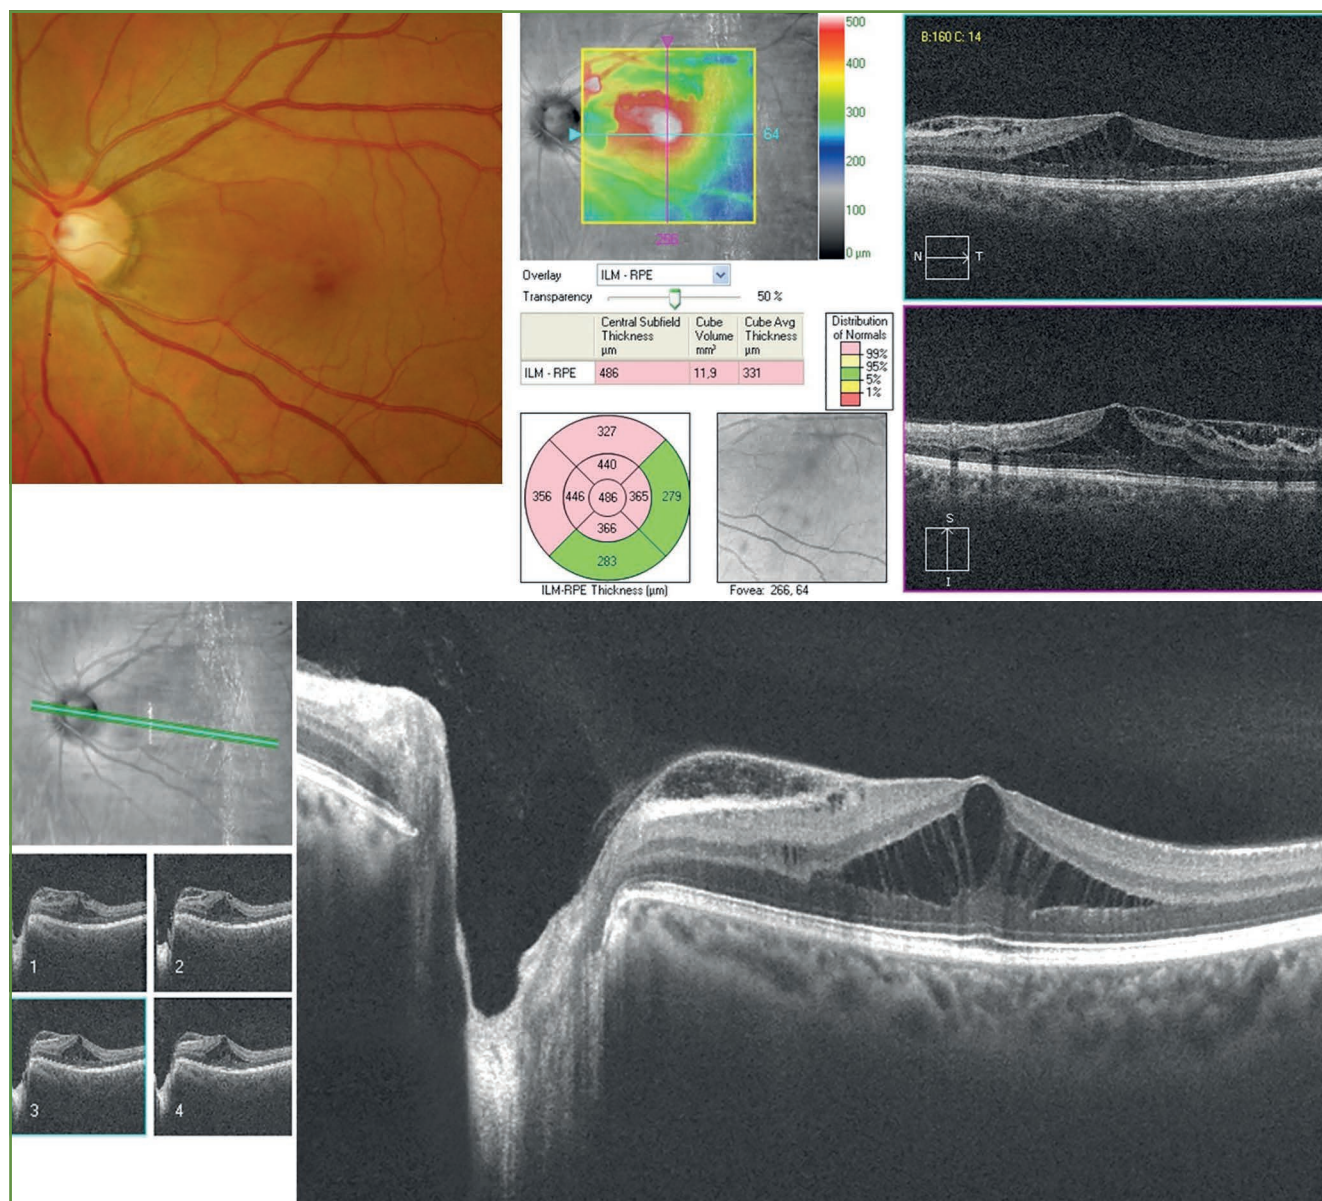 500
400
300
200
100
0 µm
64
266
Overlay
ILM - RPE
Transparency
50 %
Central Subfield Thickness µm
Cube Volume mm³
Cube Avg Thickness µm
ILM - RPE
486
11,9
331
Distribution of Normals
99%
95%
5%
1%
327
440
356
446
486
365
279
366
283
ILM-RPE Thickness (µm)
Fovea: 266, 64
B:160 C: 14
N
T
S
I
1
2
3
4